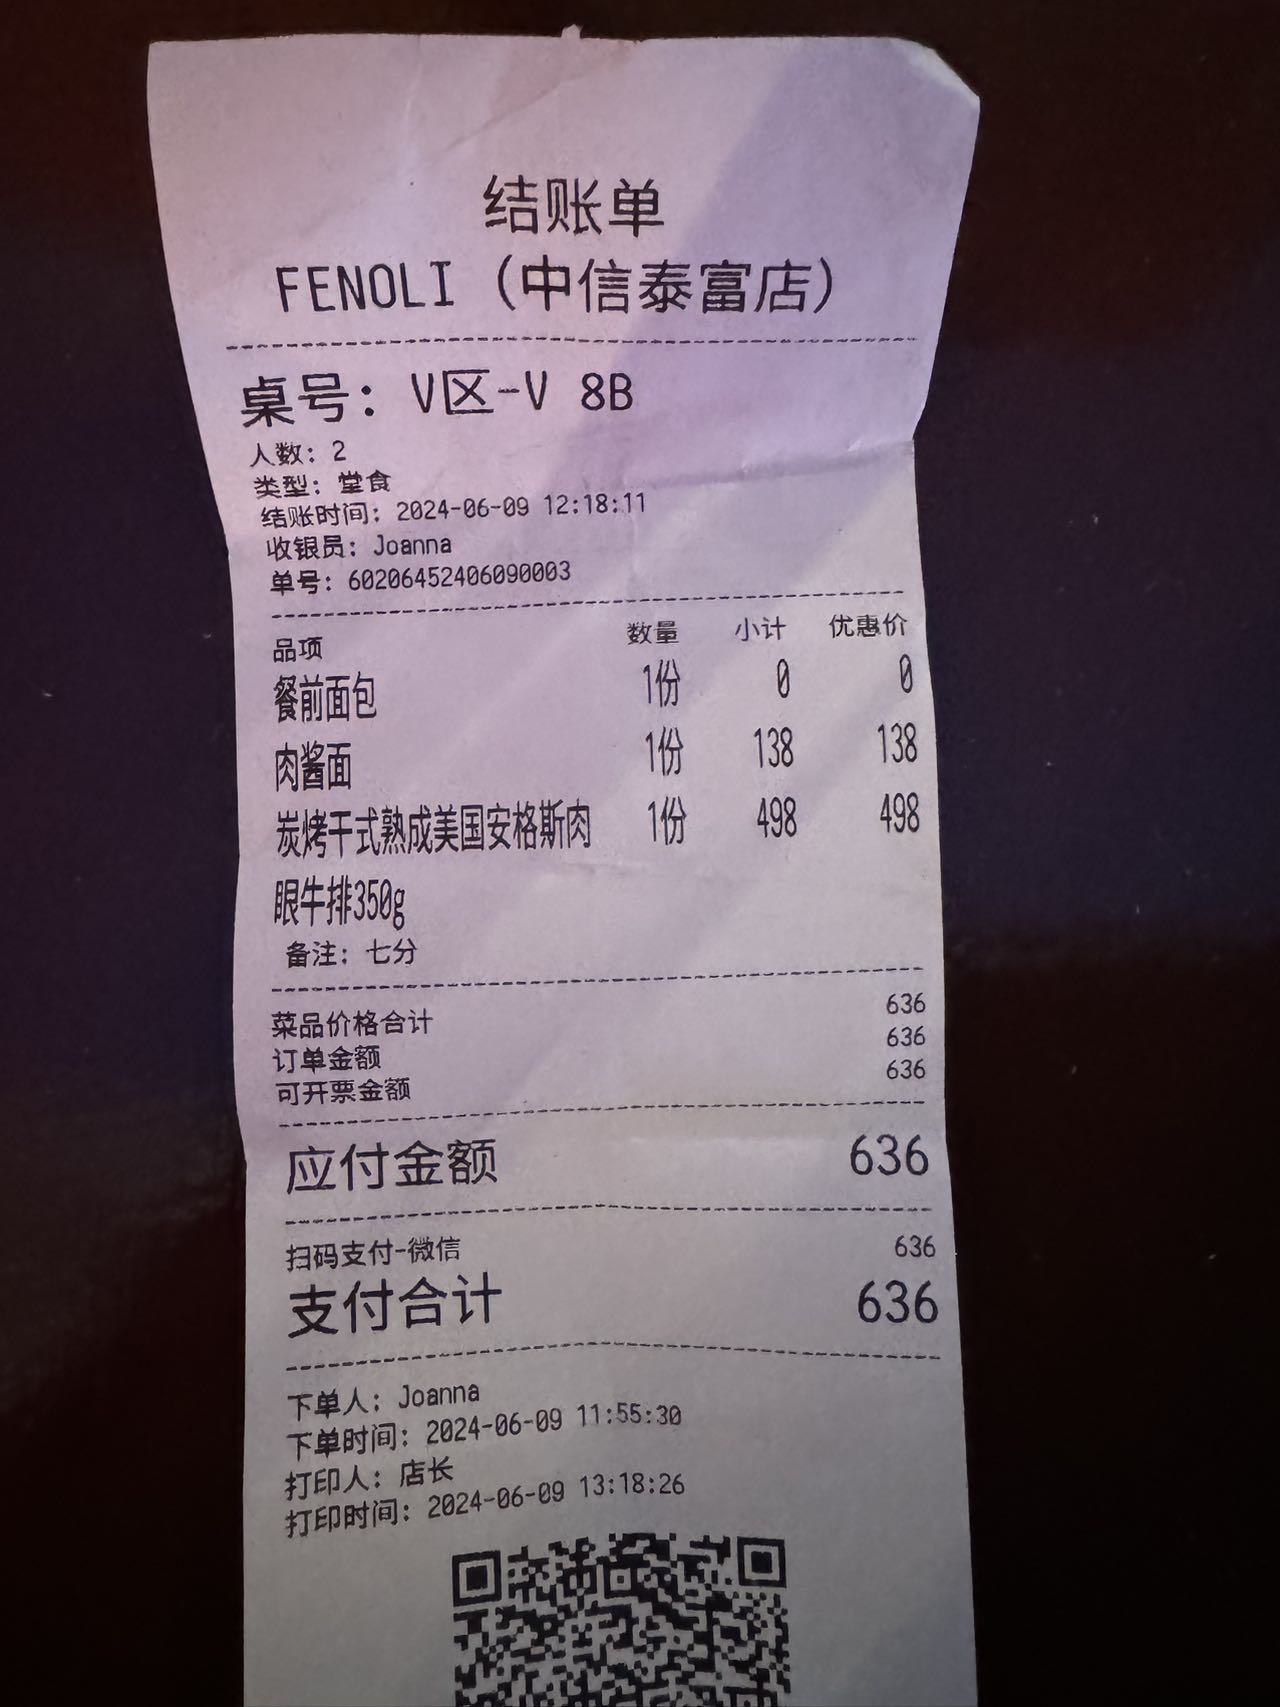 结账单
FENOLI（中信泰富店）
桌号：V区-V 8B
人数：2
类型：堂食
结账时间：2024-06-09 12:18:11
收银员：Joanna
单号：60206452406090003
品项 数量 小计 优惠价
餐前面包 1份 0 0
肉酱面 1份 138 138
炭烤干式熟成美国安格斯肉 1份 498 498
眼牛排350g
备注：七分
菜品价格合计 636
订单金额 636
可开票金额 636
应付金额 636
扫码支付-微信 636
支付合计 636
下单人：Joanna
下单时间：2024-06-09 11:55:30
打印人：店长
打印时间：2024-06-09 13:18:26